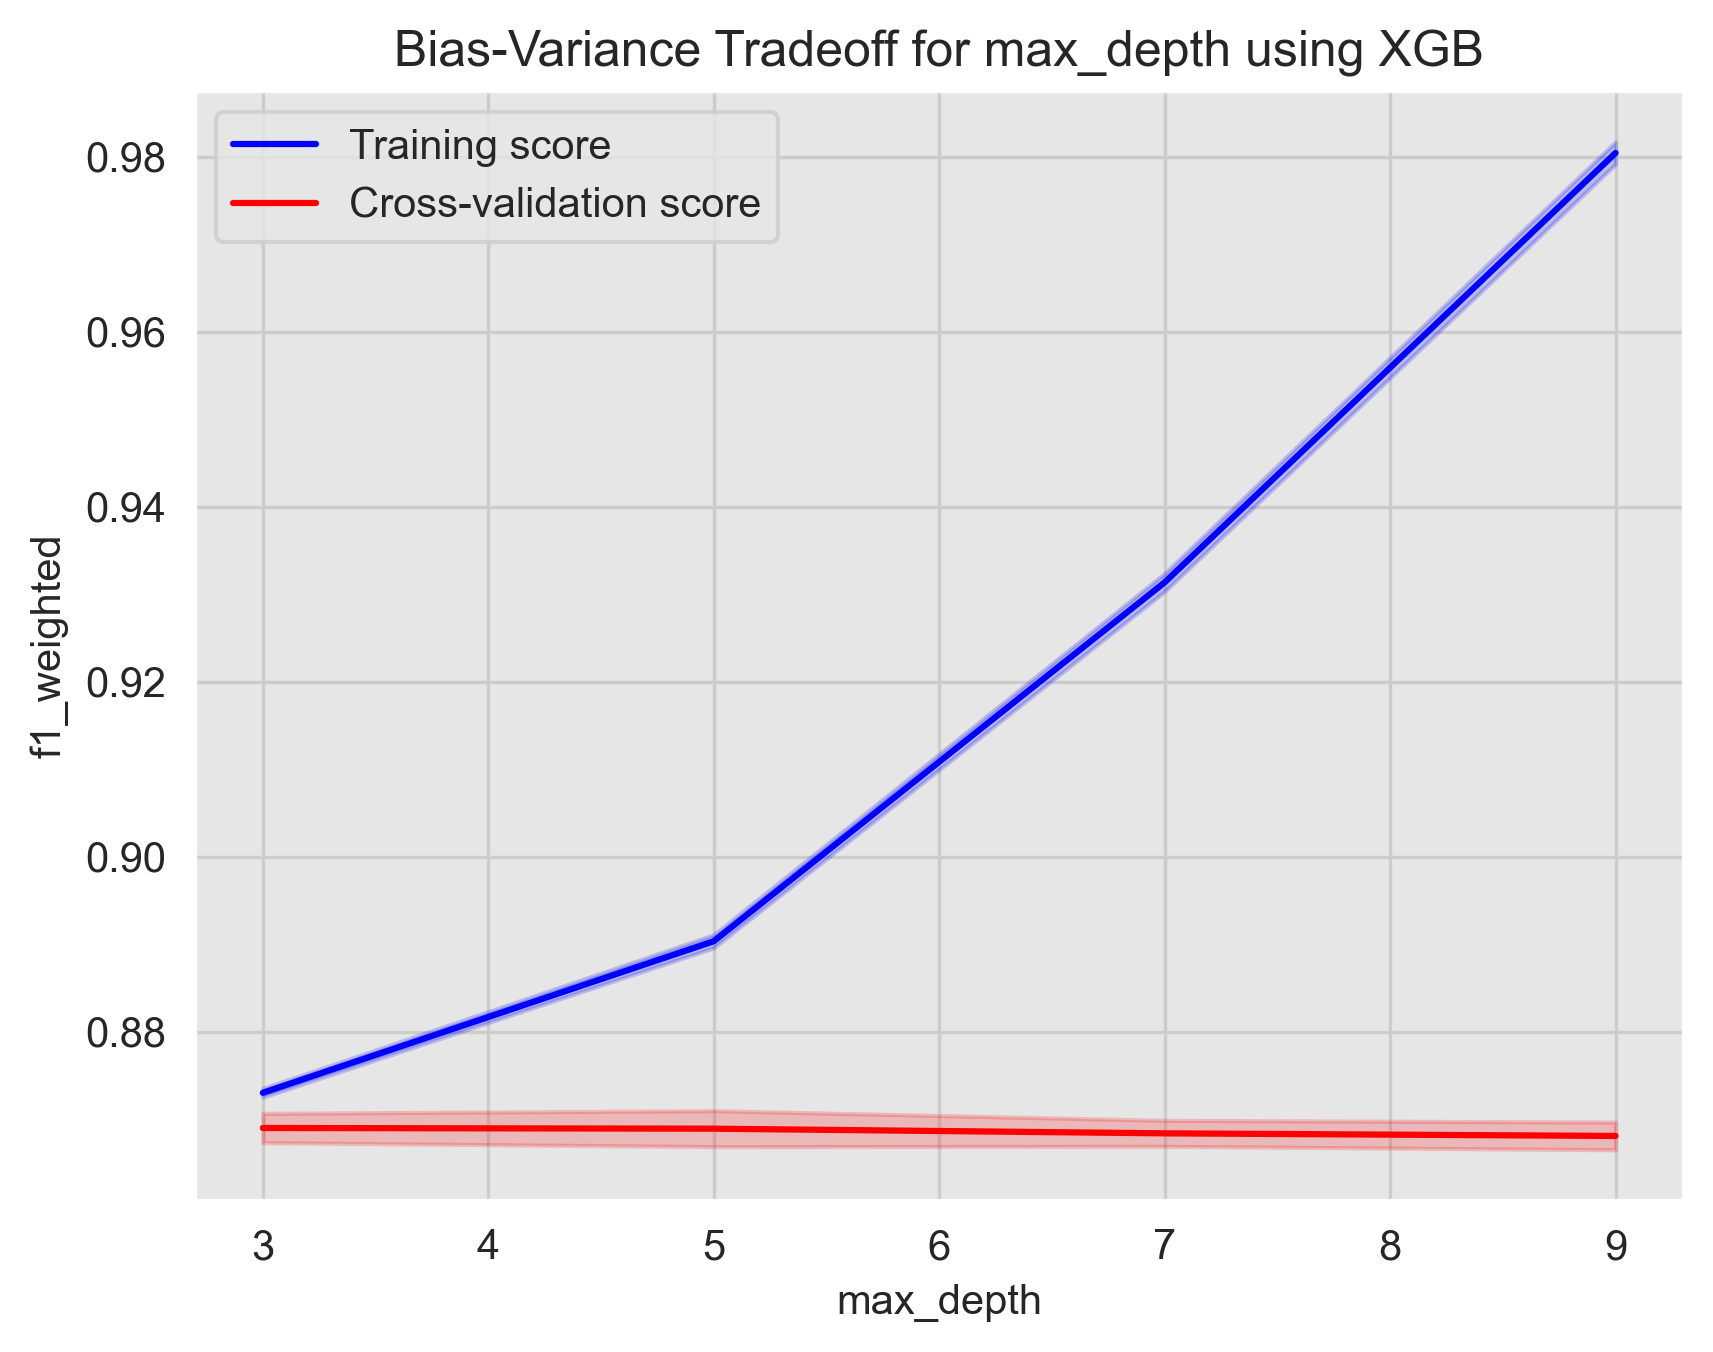 Bias-Variance Tradeoff for max_depth using XGB
Training score
Cross-validation score
0.98
0.96
0.94
0.92
0.90
0.88
f1_weighted
3 4 5 6 7 8 9
max_depth